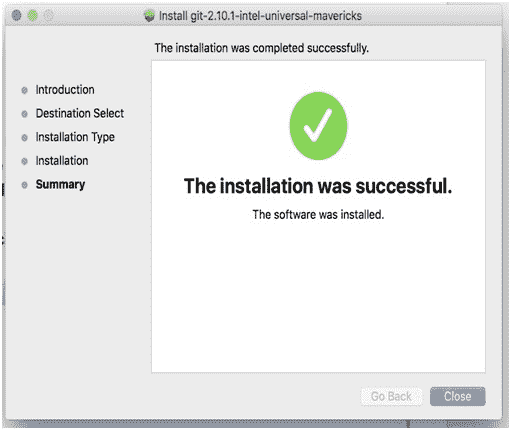 Install git-2.10.1-intel-universal-mavericks
The installation was completed successfully.
Introduction
Destination Select
Installation Type
Installation
Summary
The installation was successful.
The software was installed.
Go Back
Close